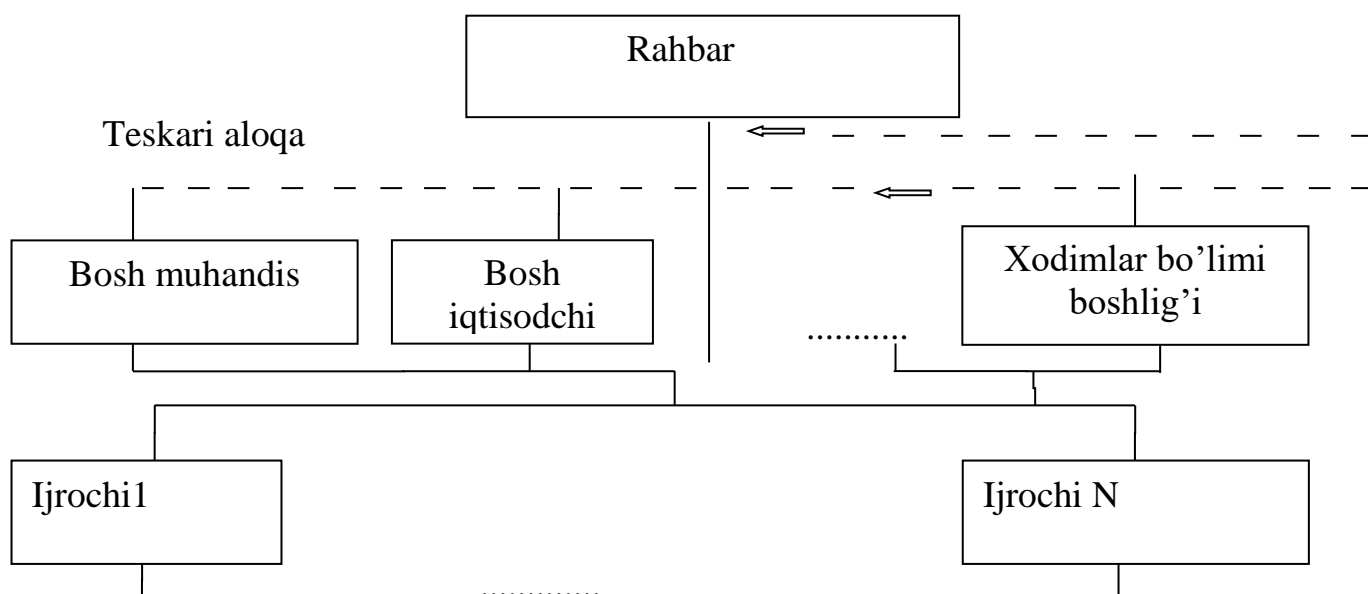 Rahbar
Teskari aloqa
Bosh muhandis
Bosh
iqtisodchi
...........
Xodimlar bo’limi
boshlig’i
Ijrochi1
Ijrochi N
.............